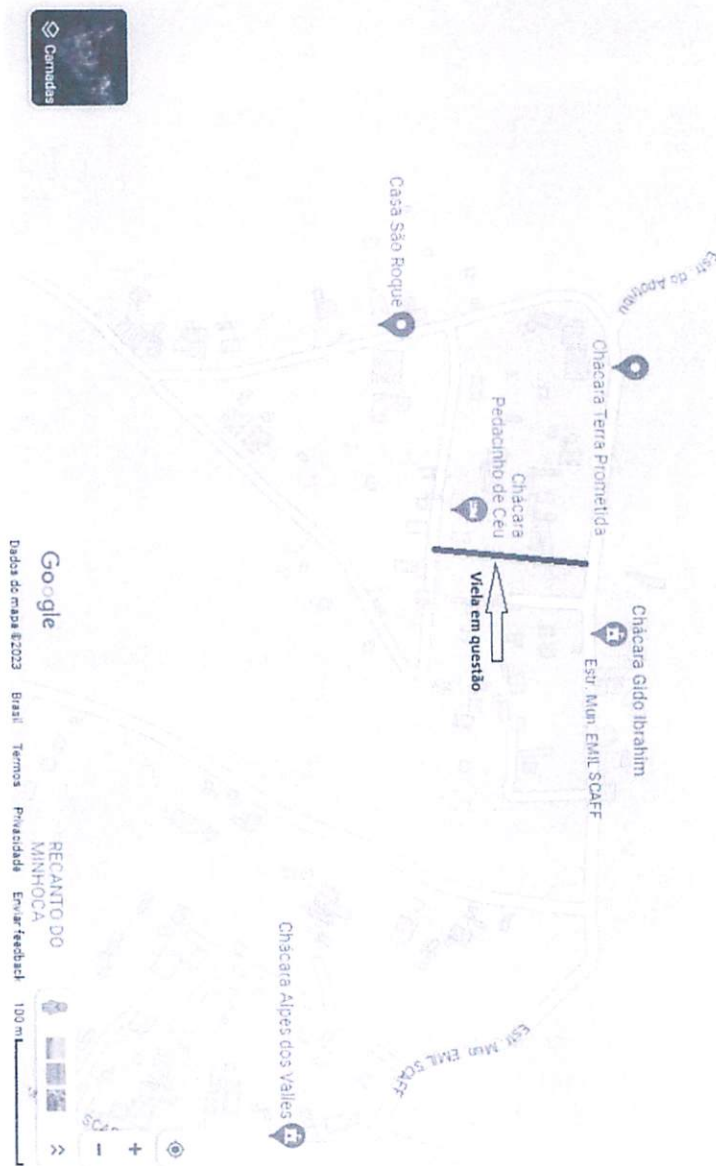 Estr. do Abothbu
Chácara Terra Prometida
Chácara Gido Ibrahim
Estr. Mun. EMIL SCAFF
Casa São Roque
Chácara
Pedacinho de Céu
Viela em questão
Estr. Mun. EMIL SCAFF
Chácara Alpes dos Valles
RECANTO DO
MINHOCA
Camadas
Google
Dados do mapa ©2023 Brasil Termos Privacidade Enviar feedback 100 m